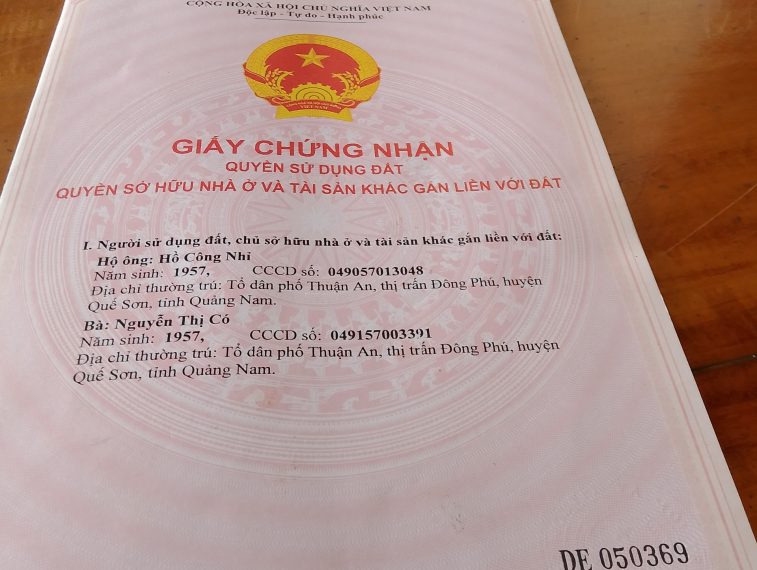 CỘNG HÒA XÃ HỘI CHỦ NGHĨA VIỆT NAM
Độc lập - Tự do - Hạnh phúc
VIỆT NAM
GIẤY CHỨNG NHẬN
QUYỀN SỬ DỤNG ĐẤT
QUYỀN SỞ HỮU NHÀ Ở VÀ TÀI SẢN KHÁC GẮN LIỀN VỚI ĐẤT
I. Người sử dụng đất, chủ sở hữu nhà ở và tài sản khác gắn liền với đất:
Hộ ông: Hồ Công Nhĩ
Năm sinh: 1957, CCCD số: 049057013048
Địa chỉ thường trú: Tổ dân phố Thuận An, thị trấn Đông Phú, huyện
Quế Sơn, tỉnh Quảng Nam.
Bà: Nguyễn Thị Có
Năm sinh: 1957, CCCD số: 049157003391
Địa chỉ thường trú: Tổ dân phố Thuận An, thị trấn Đông Phú, huyện
Quế Sơn, tỉnh Quảng Nam.
DE 050369